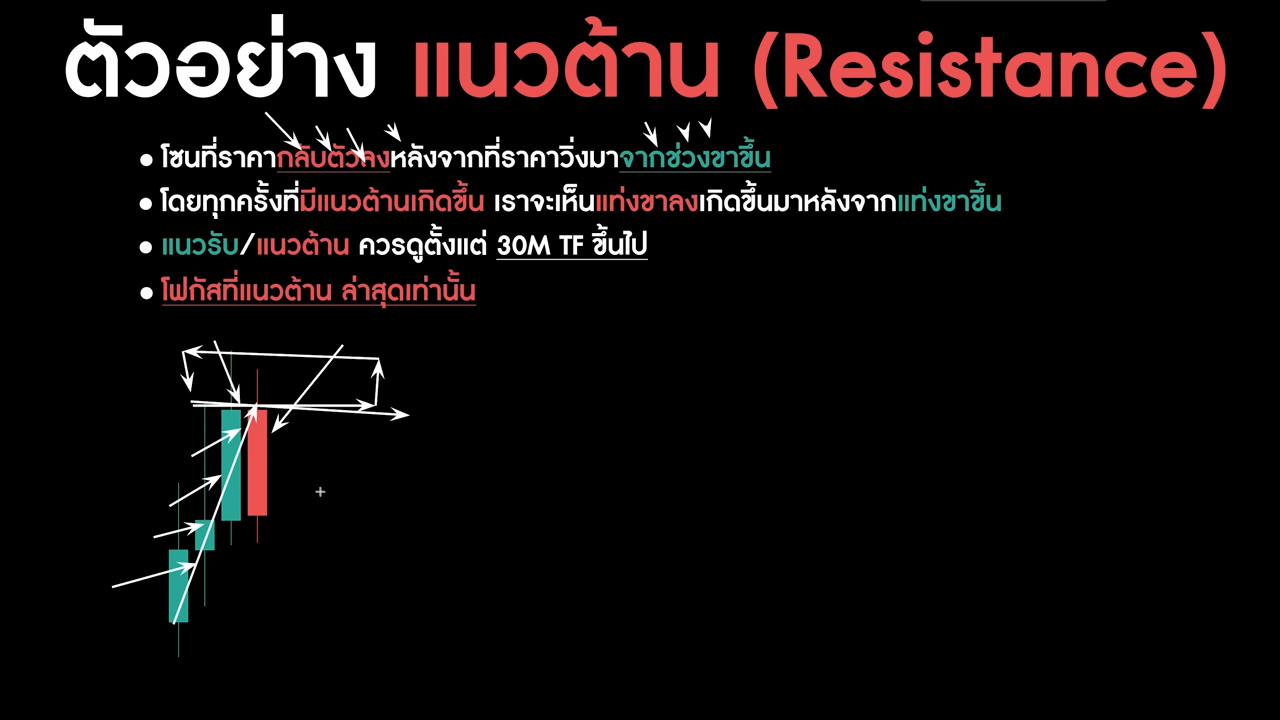 ตัวอย่าง แนวต้าน (Resistance)
● โซนที่ราคากลับตัวลงหลังจากที่ราคาวิ่งมาจากช่วงขาขึ้น
● โดยทุกครั้งที่มีแนวต้านเกิดขึ้น เราจะเห็นแท่งขาลงเกิดขึ้นมาหลังจากแท่งขาขึ้น
● แนวรับ/แนวต้าน ควรดูตั้งแต่ 30M TF ขึ้นไป
● โฟกัสที่แนวต้าน ล่าสุดเท่านั้น